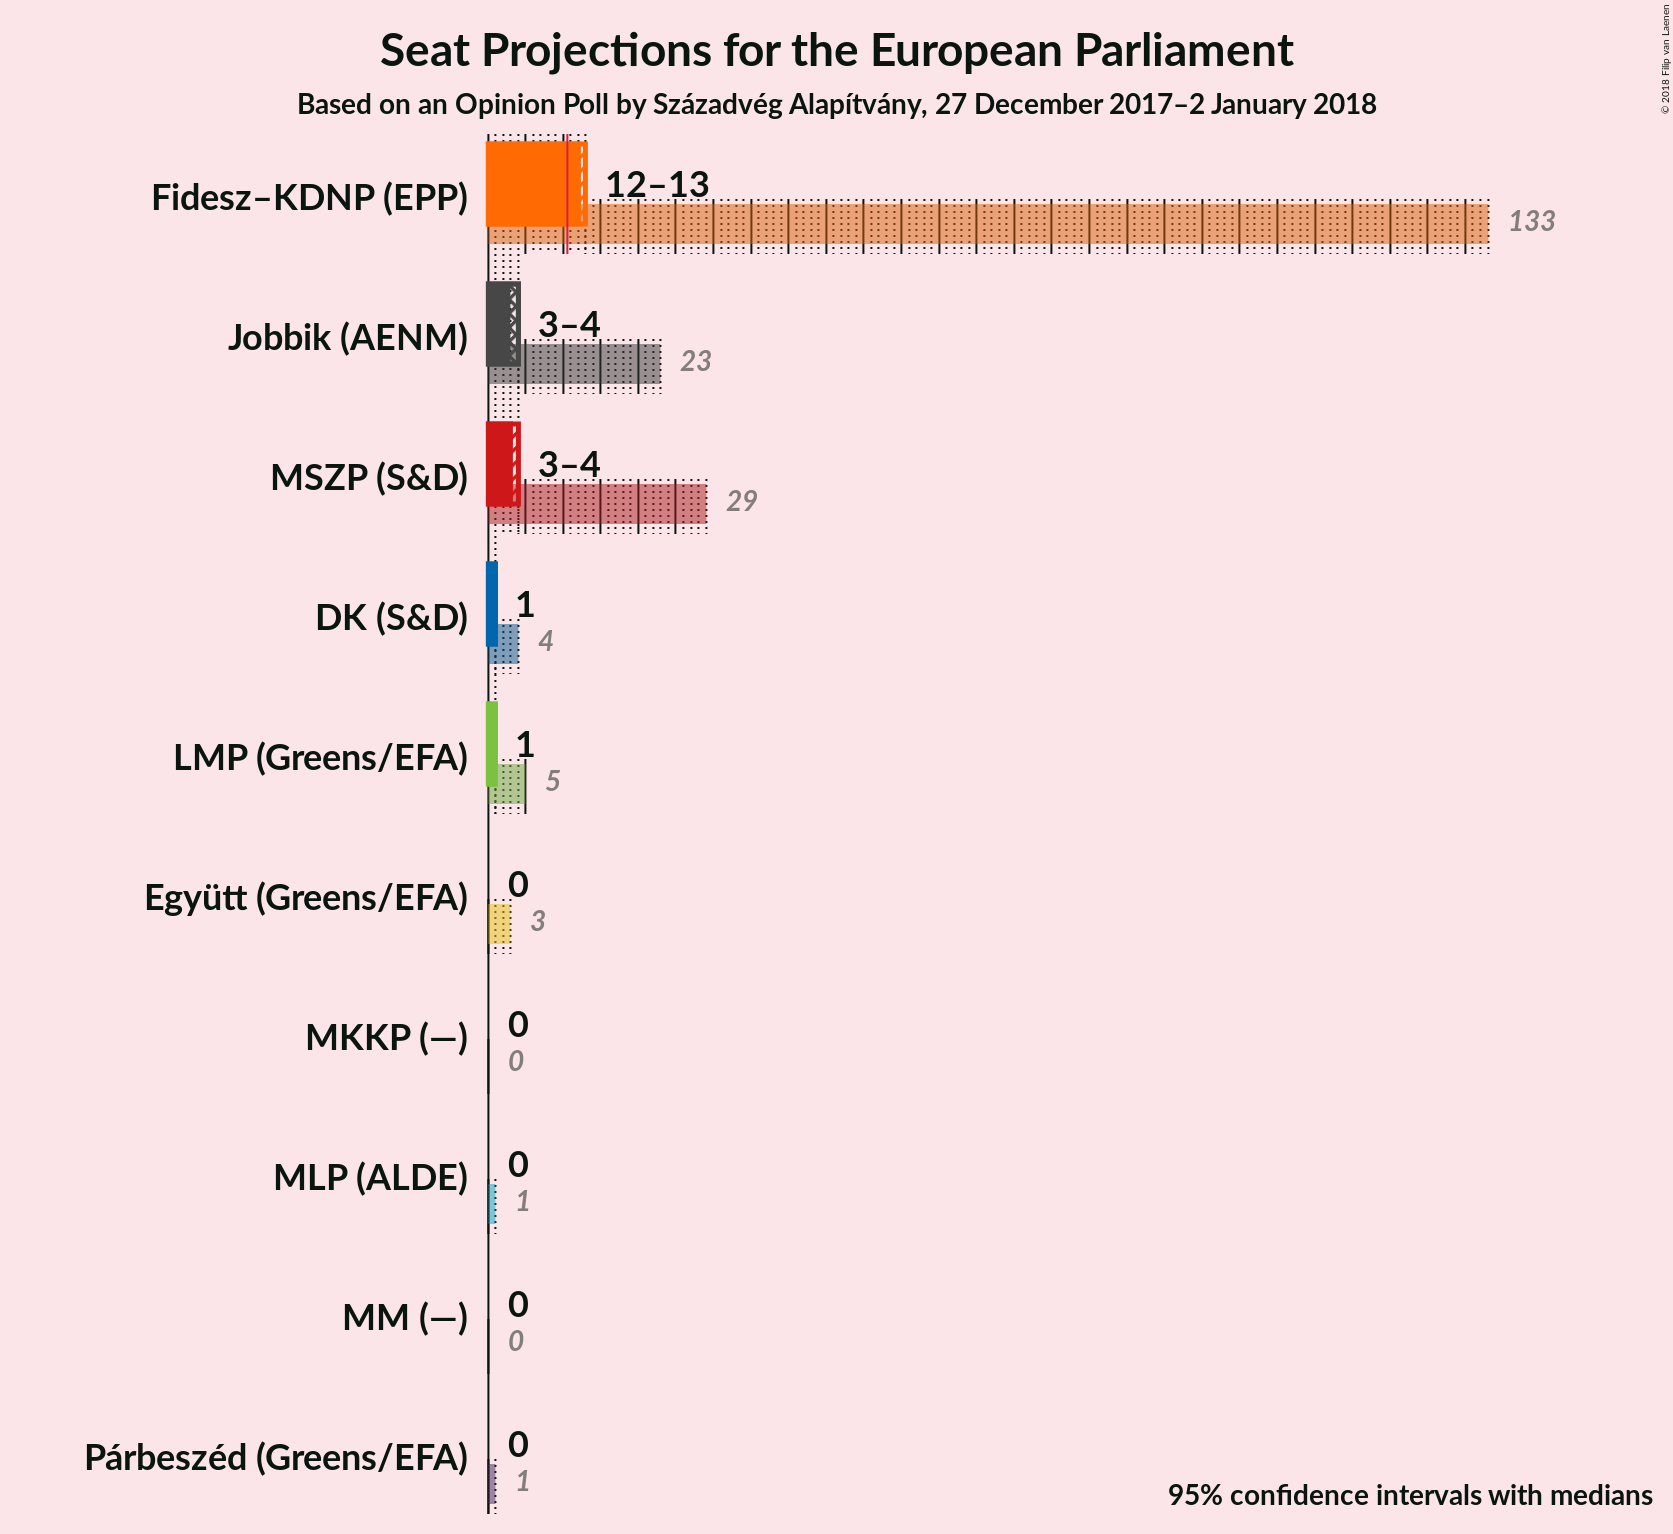 Seat Projections for the European Parliament
Based on an Opinion Poll by Századvég Alapítvány, 27 December 2017–2 January 2018
© 2018 Filip van Laenen
Fidesz–KDNP (EPP)
12–13
133
Jobbik (AENM)
3–4
23
MSZP (S&D)
3–4
29
DK (S&D)
1
4
LMP (Greens/EFA)
1
5
Együtt (Greens/EFA)
0
3
MKKP (—)
0
0
MLP (ALDE)
0
1
MM (—)
0
0
Párbeszéd (Greens/EFA)
0
1
95% confidence intervals with medians